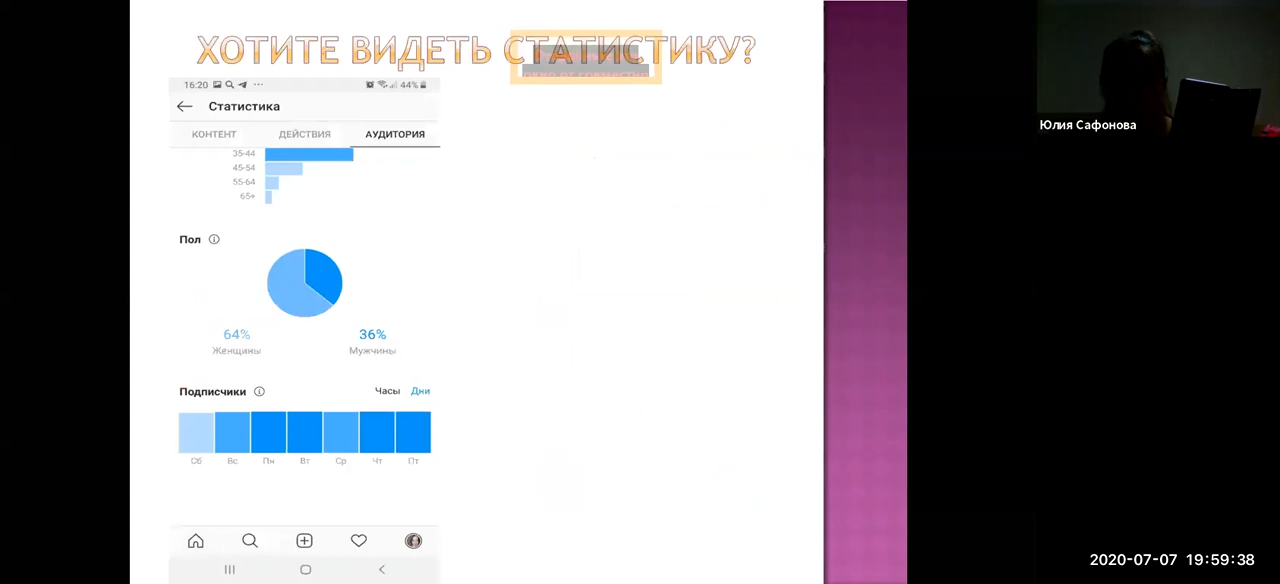 ХОТИТЕ ВИДЕТЬ СТАТИСТИКУ?
16:20
44%
Статистика
КОНТЕНТ
ДЕЙСТВИЯ
АУДИТОРИЯ
35-44
45-54
55-64
65+
Пол
64%
36%
Женщины
Мужчины
Подписчики
Часы
Дни
Сб
Вс
Пн
Вт
Ср
Чт
Пт
Юлия Сафонова
2020-07-07 19:59:38